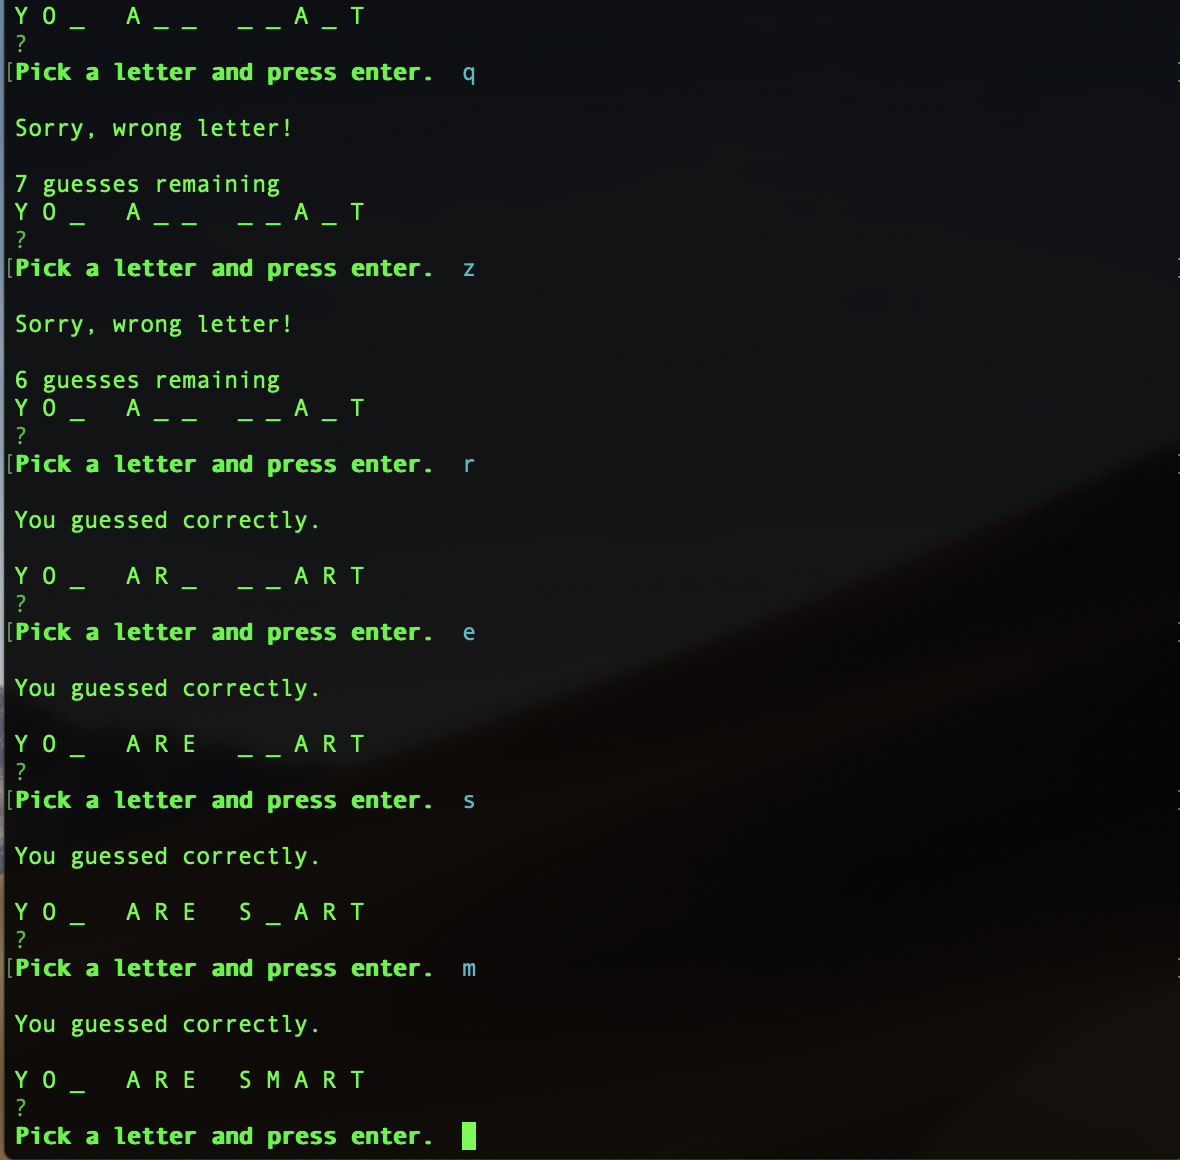 Y O _   A _ _   _ _ A _ T
?
[Pick a letter and press enter.  q
Sorry, wrong letter!
7 guesses remaining
Y O _   A _ _   _ _ A _ T
?
[Pick a letter and press enter.  z
Sorry, wrong letter!
6 guesses remaining
Y O _   A _ _   _ _ A _ T
?
[Pick a letter and press enter.  r
You guessed correctly.
Y O _   A R _   _ _ A R T
?
[Pick a letter and press enter.  e
You guessed correctly.
Y O _   A R E   _ _ A R T
?
[Pick a letter and press enter.  s
You guessed correctly.
Y O _   A R E   S _ A R T
?
[Pick a letter and press enter.  m
You guessed correctly.
Y O _   A R E   S M A R T
?
Pick a letter and press enter.